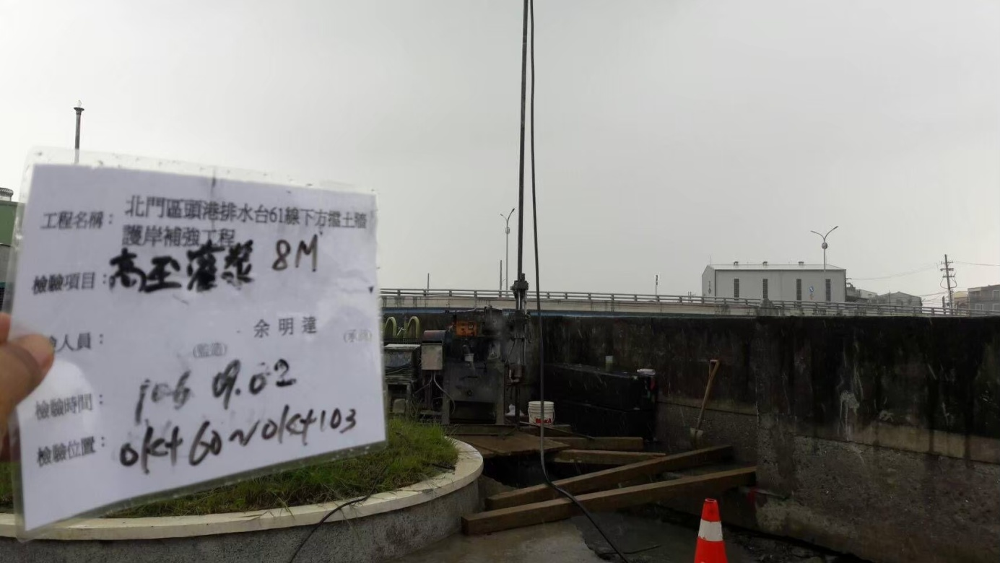 工程名稱：北門區頭港排水台61線下方擋土牆
護岸補強工程
檢驗項目：高压灌漿 8M
驗人員：余明達
(監造) (承商)
檢驗時間：106 09.02
檢驗位置：0k+60~0k+103